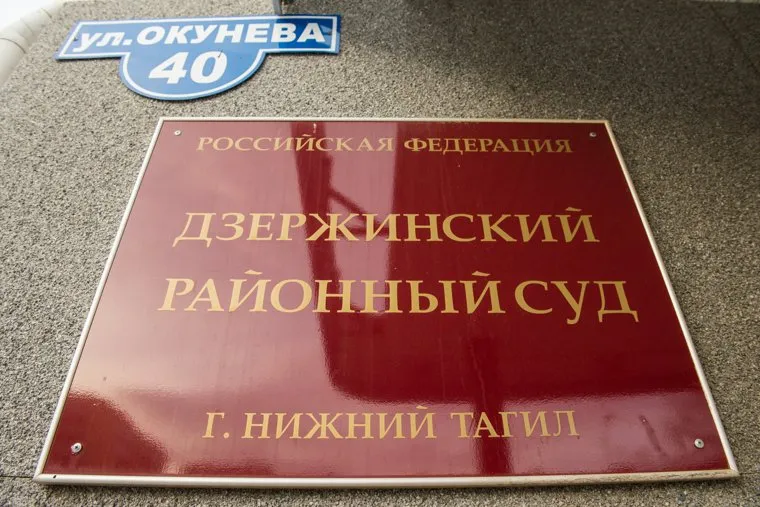 ул. ОКУНЕВА
40
РОССИЙСКАЯ ФЕДЕРАЦИЯ
ДЗЕРЖИНСКИЙ
РАЙОННЫЙ СУД
Г. НИЖНИЙ ТАГИЛ